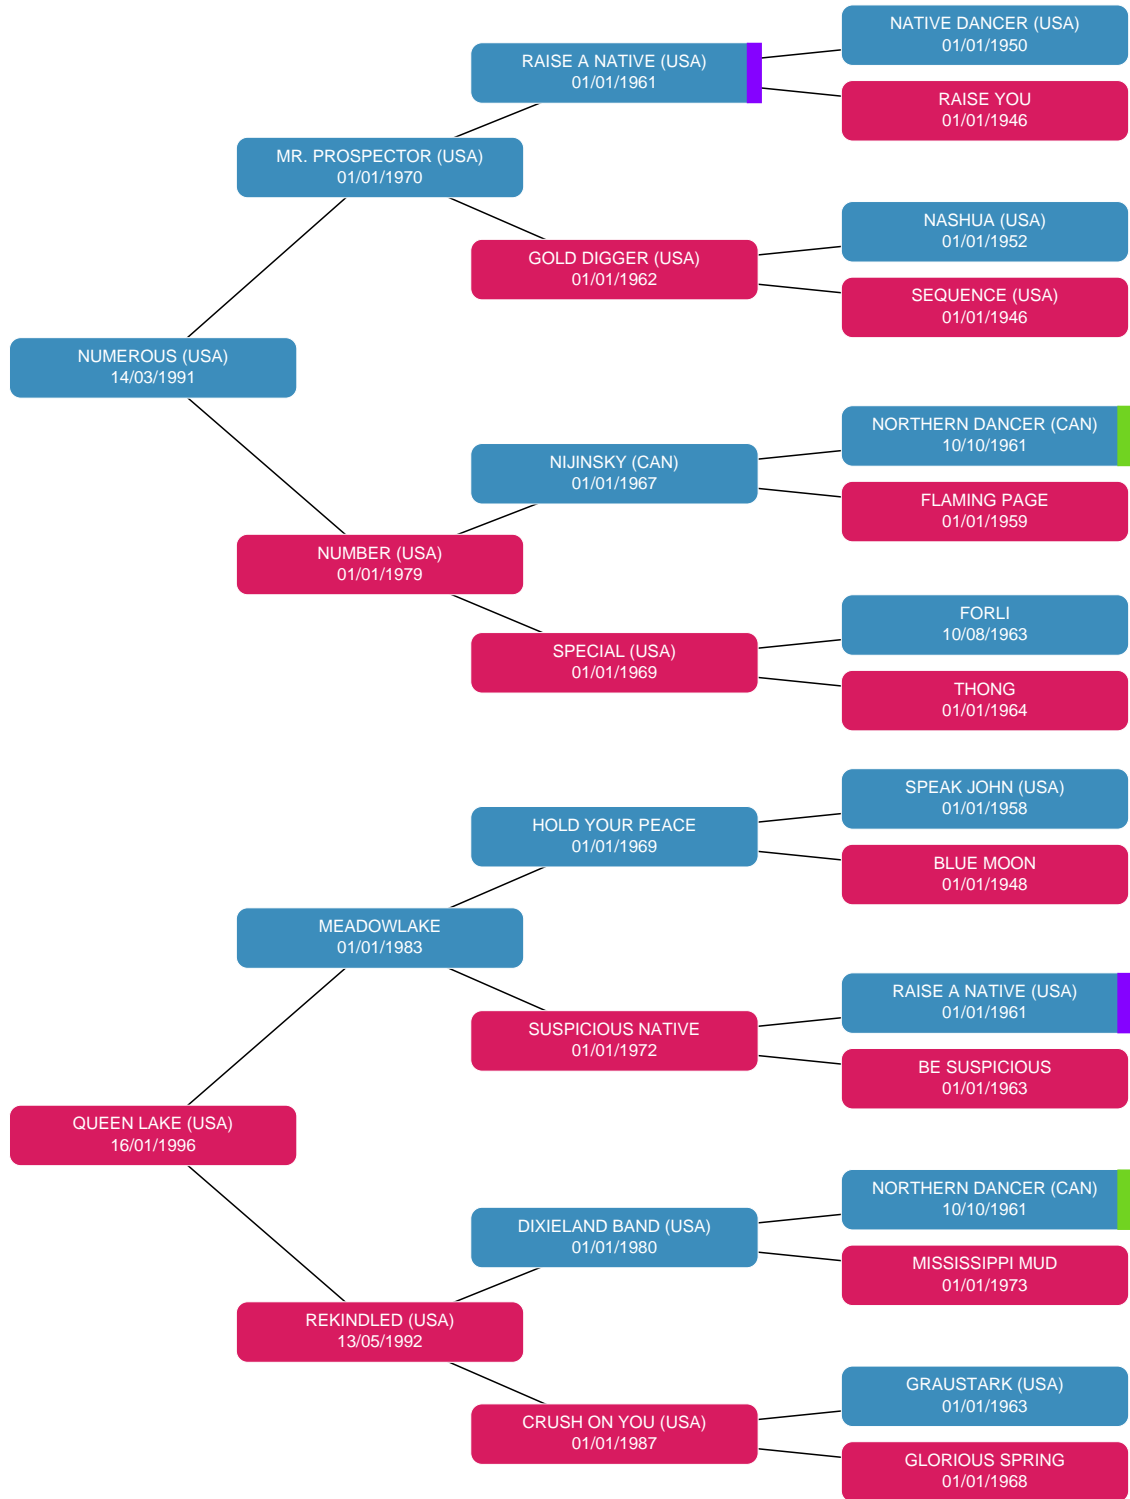 NATIVE DANCER (USA)
01/01/1950
RAISE A NATIVE (USA)
01/01/1961
RAISE YOU
01/01/1946
MR. PROSPECTOR (USA)
01/01/1970
NASHUA (USA)
01/01/1952
GOLD DIGGER (USA)
01/01/1962
SEQUENCE (USA)
01/01/1946
NUMEROUS (USA)
14/03/1991
NORTHERN DANCER (CAN)
10/10/1961
NIJINSKY (CAN)
01/01/1967
FLAMING PAGE
01/01/1959
NUMBER (USA)
01/01/1979
FORLI
10/08/1963
SPECIAL (USA)
01/01/1969
THONG
01/01/1964
SPEAK JOHN (USA)
01/01/1958
HOLD YOUR PEACE
01/01/1969
BLUE MOON
01/01/1948
MEADOWLAKE
01/01/1983
RAISE A NATIVE (USA)
01/01/1961
SUSPICIOUS NATIVE
01/01/1972
BE SUSPICIOUS
01/01/1963
QUEEN LAKE (USA)
16/01/1996
NORTHERN DANCER (CAN)
10/10/1961
DIXIELAND BAND (USA)
01/01/1980
MISSISSIPPI MUD
01/01/1973
REKINDLED (USA)
13/05/1992
GRAUSTARK (USA)
01/01/1963
CRUSH ON YOU (USA)
01/01/1987
GLORIOUS SPRING
01/01/1968